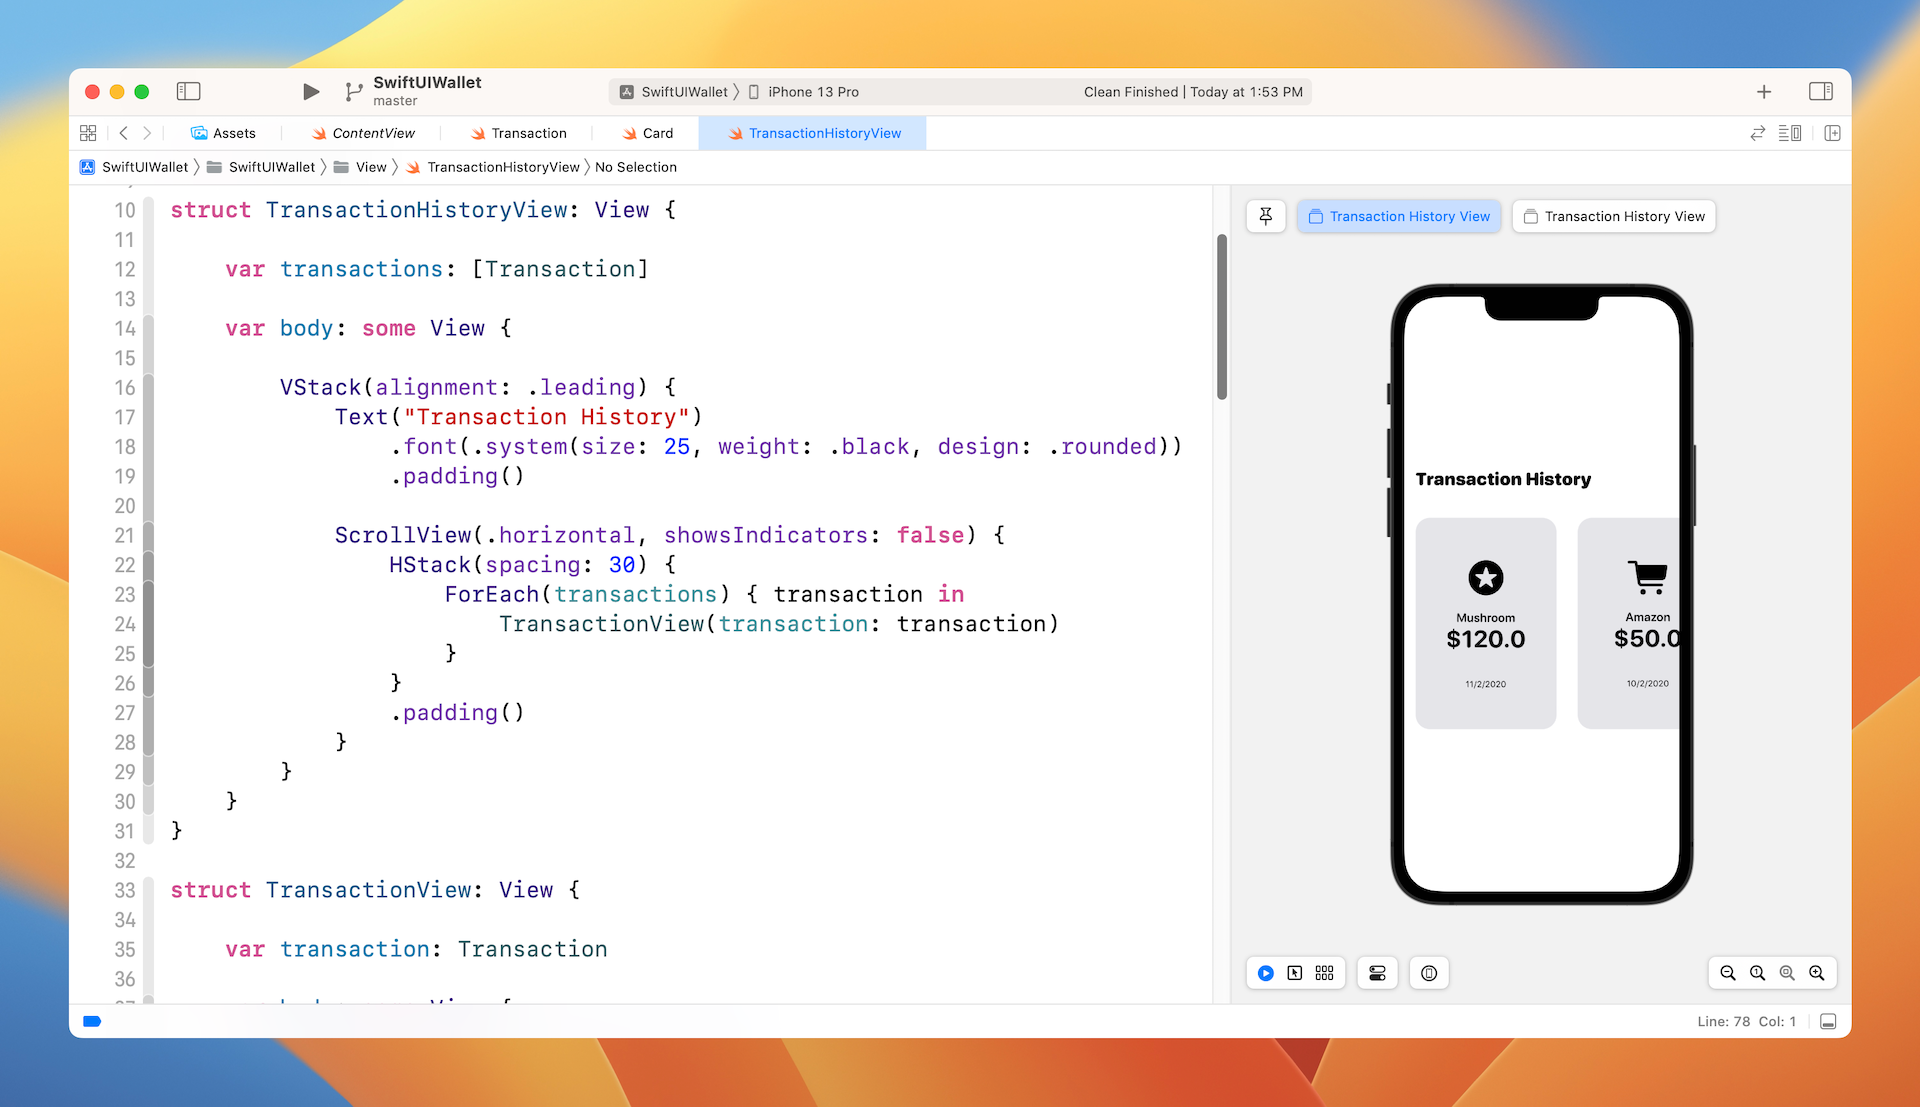 SwiftUIWallet
master
SwiftUIWallet 〉 iPhone 13 Pro
Clean Finished | Today at 1:53 PM
Assets
ContentView
Transaction
Card
TransactionHistoryView
SwiftUIWallet 〉 SwiftUIWallet 〉 View 〉 TransactionHistoryView 〉 No Selection
10 struct TransactionHistoryView: View {
11
12     var transactions: [Transaction]
13
14     var body: some View {
15
16         VStack(alignment: .leading) {
17             Text("Transaction History")
18                 .font(.system(size: 25, weight: .black, design: .rounded))
19                 .padding()
20
21             ScrollView(.horizontal, showsIndicators: false) {
22                 HStack(spacing: 30) {
23                     ForEach(transactions) { transaction in
24                         TransactionView(transaction: transaction)
25                     }
26                 }
27                 .padding()
28             }
29         }
30     }
31 }
32
33 struct TransactionView: View {
34
35     var transaction: Transaction
36
Transaction History View
Transaction History View
Transaction History
Mushroom
$120.0
11/2/2020
Amazon
$50.0
10/2/2020
Line: 78 Col: 1